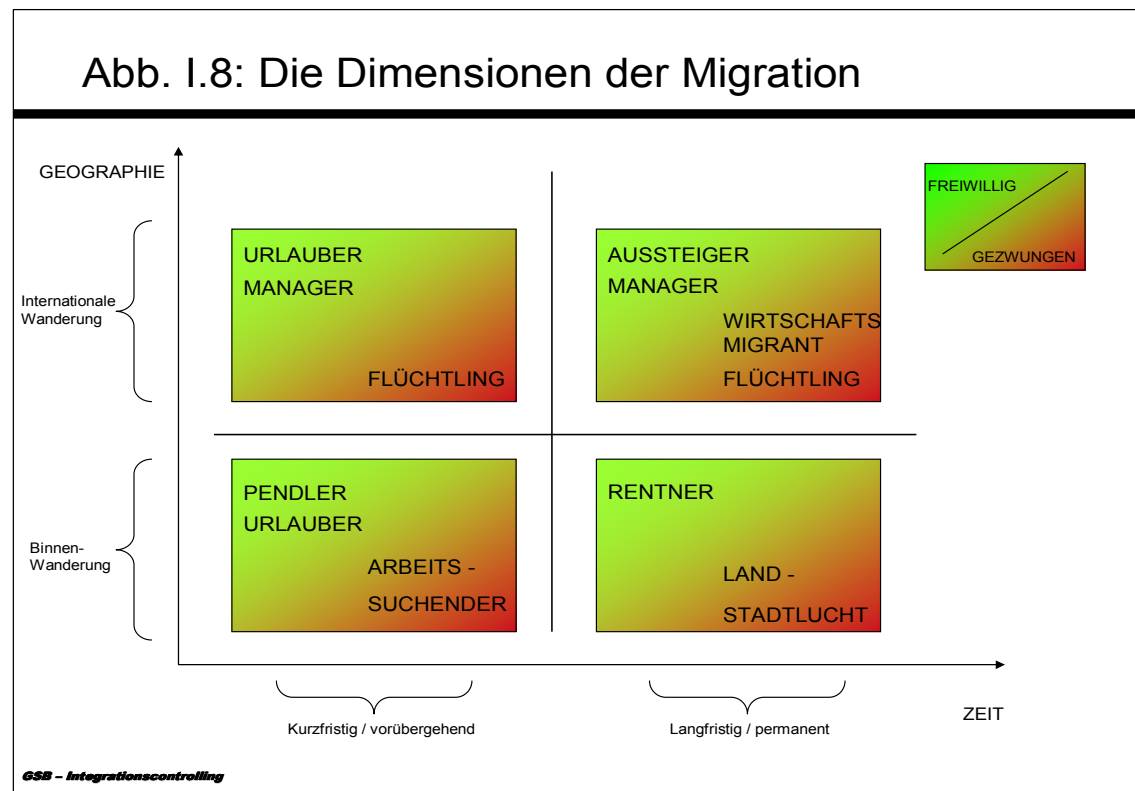 Abb. I.8: Die Dimensionen der Migration
GEOGRAPHIE
FREIWILLIG
GEZWUNGEN
Internationale
Wanderung
URLAUBER
MANAGER
FLÜCHTLING
AUSSTEIGER
MANAGER
WIRTSCHAFTS
MIGRANT
FLÜCHTLING
Binnen-
Wanderung
PENDLER
URLAUBER
ARBEITS -
SUCHENDER
RENTNER
LAND -
STADTLUCHT
Kurzfristig / vorübergehend
Langfristig / permanent
ZEIT
GSB – Integrationscontrolling